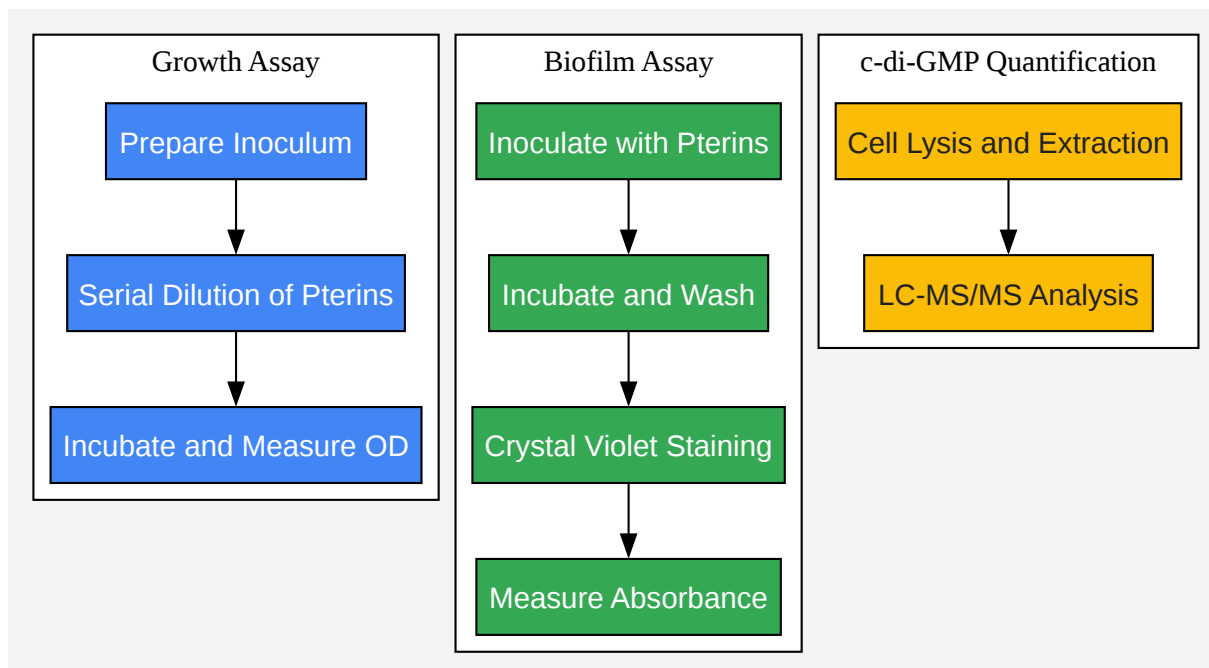 Growth Assay
Prepare Inoculum
Serial Dilution of Pterins
Incubate and Measure OD
Biofilm Assay
Inoculate with Pterins
Incubate and Wash
Crystal Violet Staining
Measure Absorbance
c-di-GMP Quantification
Cell Lysis and Extraction
LC-MS/MS Analysis